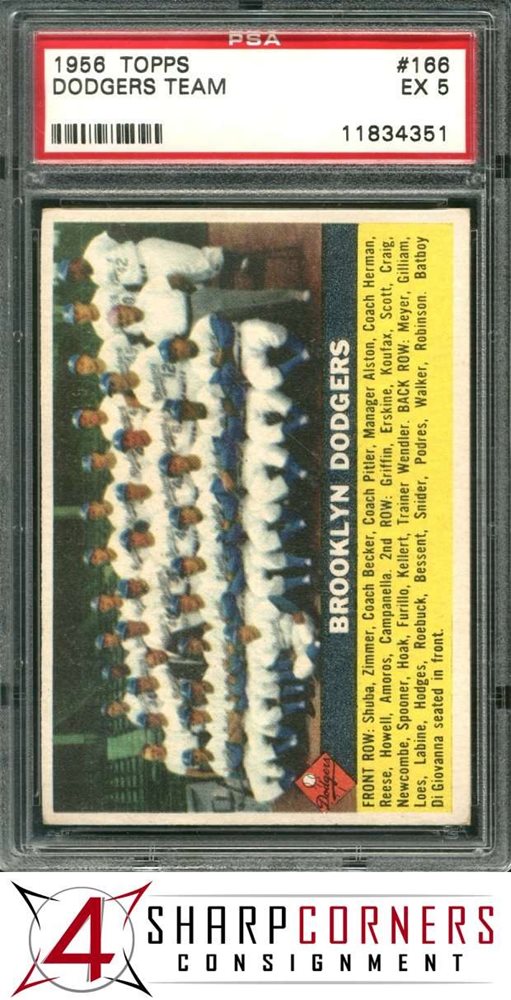 PSA
1956 TOPPS #166
DODGERS TEAM EX 5
11834351
BROOKLYN DODGERS
Dodgers
FRONT ROW: Shuba, Zimmer, Coach Becker, Coach Pitler, Manager Alston, Coach Herman,
Reese, Howell, Amoros, Campanella. 2nd ROW: Griffin, Erskine, Koufax, Scott, Craig,
Newcombe, Spooner, Hoak, Furillo, Kellert, Trainer Wendler. BACK ROW: Meyer, Gilliam,
Loes, Labine, Hodges, Roebuck, Bessent, Snider, Podres, Walker, Robinson. Batboy
Di Giovanna seated in front.
42
12
4 SHARPCORNERS
CONSIGNMENT